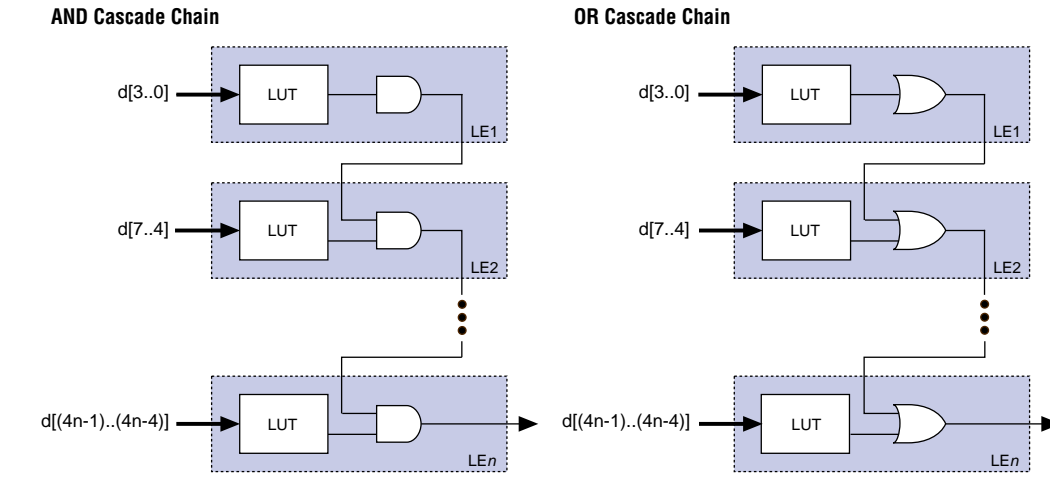 AND Cascade Chain
OR Cascade Chain
d[3..0]
LUT
LE1
d[7..4]
LUT
LE2
d[(4n-1)..(4n-4)]
LUT
LEn
d[3..0]
LUT
LE1
d[7..4]
LUT
LE2
d[(4n-1)..(4n-4)]
LUT
LEn